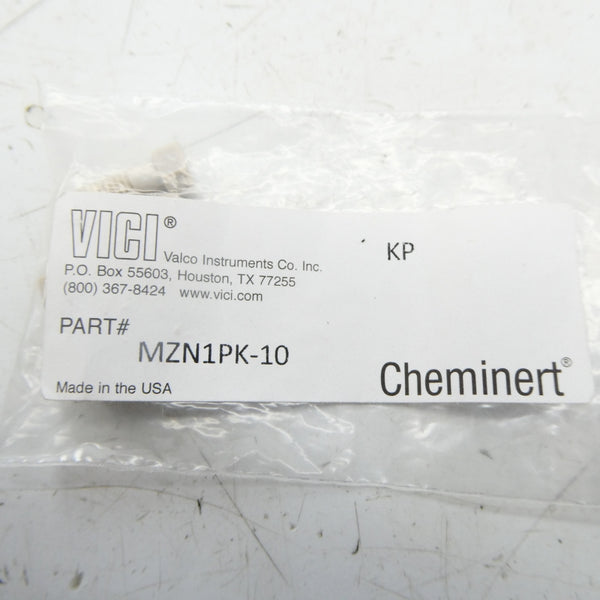 VICI® Valco Instruments Co. Inc.
P.O. Box 55603, Houston, TX 77255
(800) 367-8424 www.vici.com
KP
PART#
MZN1PK-10
Made in the USA
Cheminert®